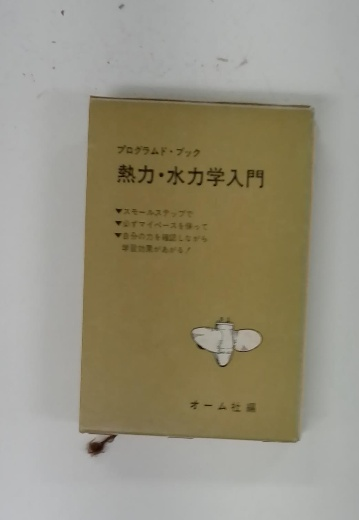 プログラムド・ブック
熱力・水力学入門
▼スモールステップで
▼必ずマイペースを保って
▼自分の力を確認しながら
学習効果があがる！
オーム社編